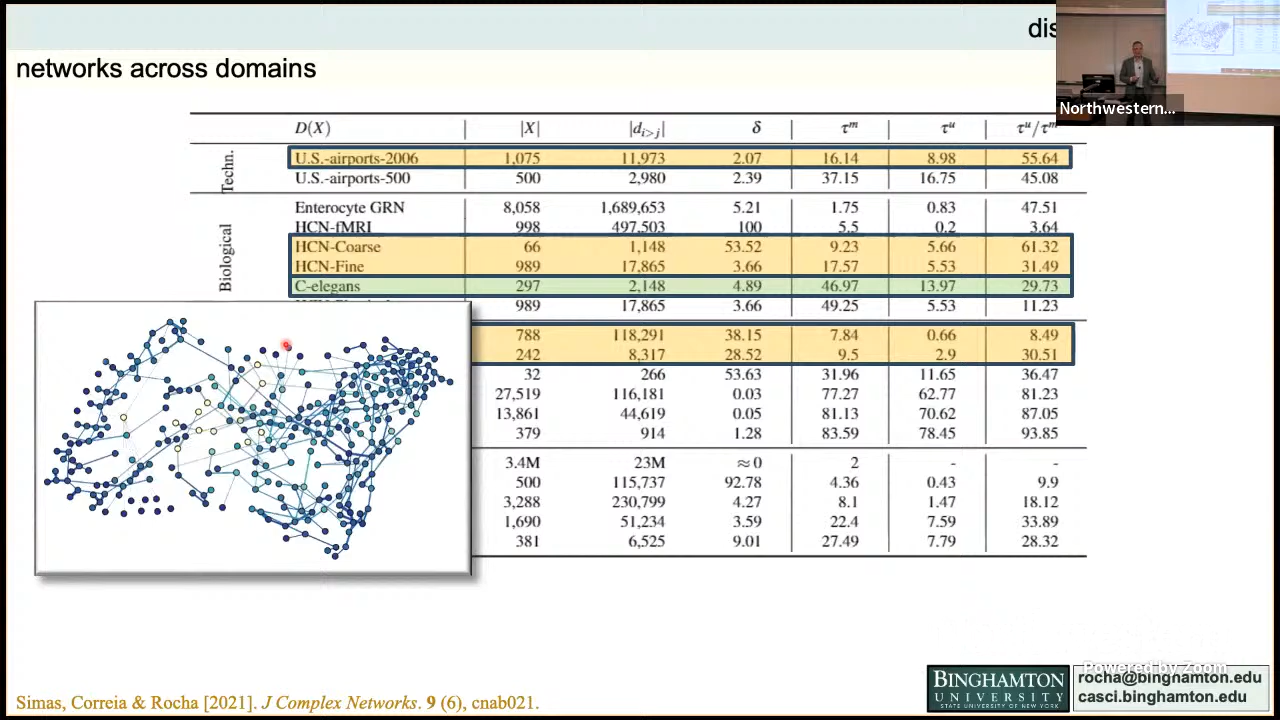 dis
networks across domains
Northwestern...
D(X) |X| |d_{i>j}| δ τ^m τ^u τ^u/τ^m
Techn.
U.S.-airports-2006 1,075 11,973 2.07 16.14 8.98 55.64
U.S.-airports-500 500 2,980 2.39 37.15 16.75 45.08
Biological
Enterocyte GRN 8,058 1,689,653 5.21 1.75 0.83 47.51
HCN-fMRI 998 497,503 100 5.5 0.2 3.64
HCN-Coarse 66 1,148 53.52 9.23 5.66 61.32
HCN-Fine 989 17,865 3.66 17.57 5.53 31.49
C-elegans 297 2,148 4.89 46.97 13.97 29.73
989 17,865 3.66 49.25 5.53 11.23
788 118,291 38.15 7.84 0.66 8.49
242 8,317 28.52 9.5 2.9 30.51
32 266 53.63 31.96 11.65 36.47
27,519 116,181 0.03 77.27 62.77 81.23
13,861 44,619 0.05 81.13 70.62 87.05
379 914 1.28 83.59 78.45 93.85
3.4M 23M ≈0 2 - -
500 115,737 92.78 4.36 0.43 9.9
3,288 230,799 4.27 8.1 1.47 18.12
1,690 51,234 3.59 22.4 7.59 33.89
381 6,525 9.01 27.49 7.79 28.32
Powered by Zoom
BINGHAMTON
UNIVERSITY
STATE UNIVERSITY OF NEW YORK
rocha@binghamton.edu
casci.binghamton.edu
Simas, Correia & Rocha [2021]. J Complex Networks. 9 (6), cnab021.